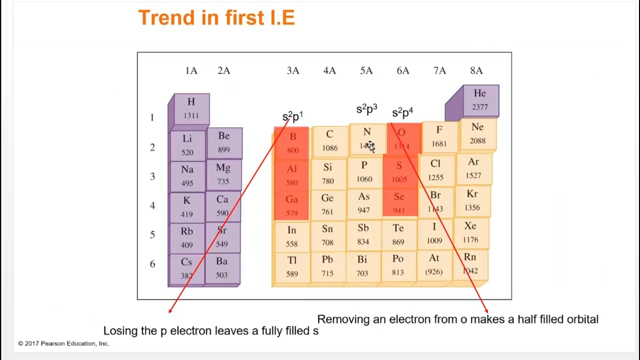 Trend in first I.E
1A 2A 3A 4A 5A 6A 7A 8A
H 1311 He 2377
s²p¹ s²p³ s²p⁴
1
2 Li 520 Be 899 B 800 C 1086 N O 1314 F 1681 Ne 2088
3 Na 495 Mg 735 Al 580 Si 780 P 1060 S 1005 Cl 1255 Ar 1527
4 K 419 Ca 590 Ga 579 Ge 761 As 947 Se 941 Br 1143 Kr 1356
5 Rb 409 Sr 549 In 558 Sn 708 Sb 834 Te 869 I 1009 Xe 1176
6 Cs 382 Ba 503 Tl 589 Pb 715 Bi 703 Po 813 At (926) Rn 1042
Removing an electron from o makes a half filled orbital
Losing the p electron leaves a fully filled s
© 2017 Pearson Education, Inc.